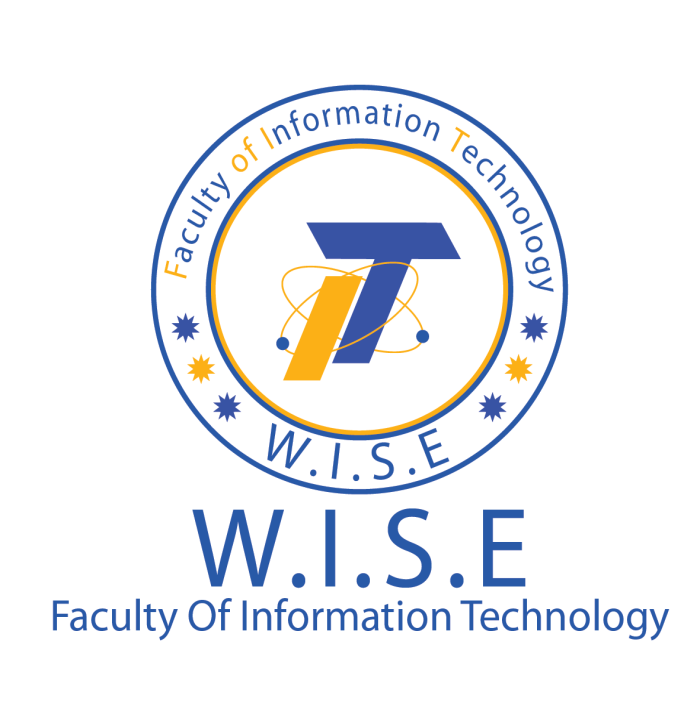 Faculty of Information Technology
IT
W.I.S.E
W.I.S.E
Faculty Of Information Technology